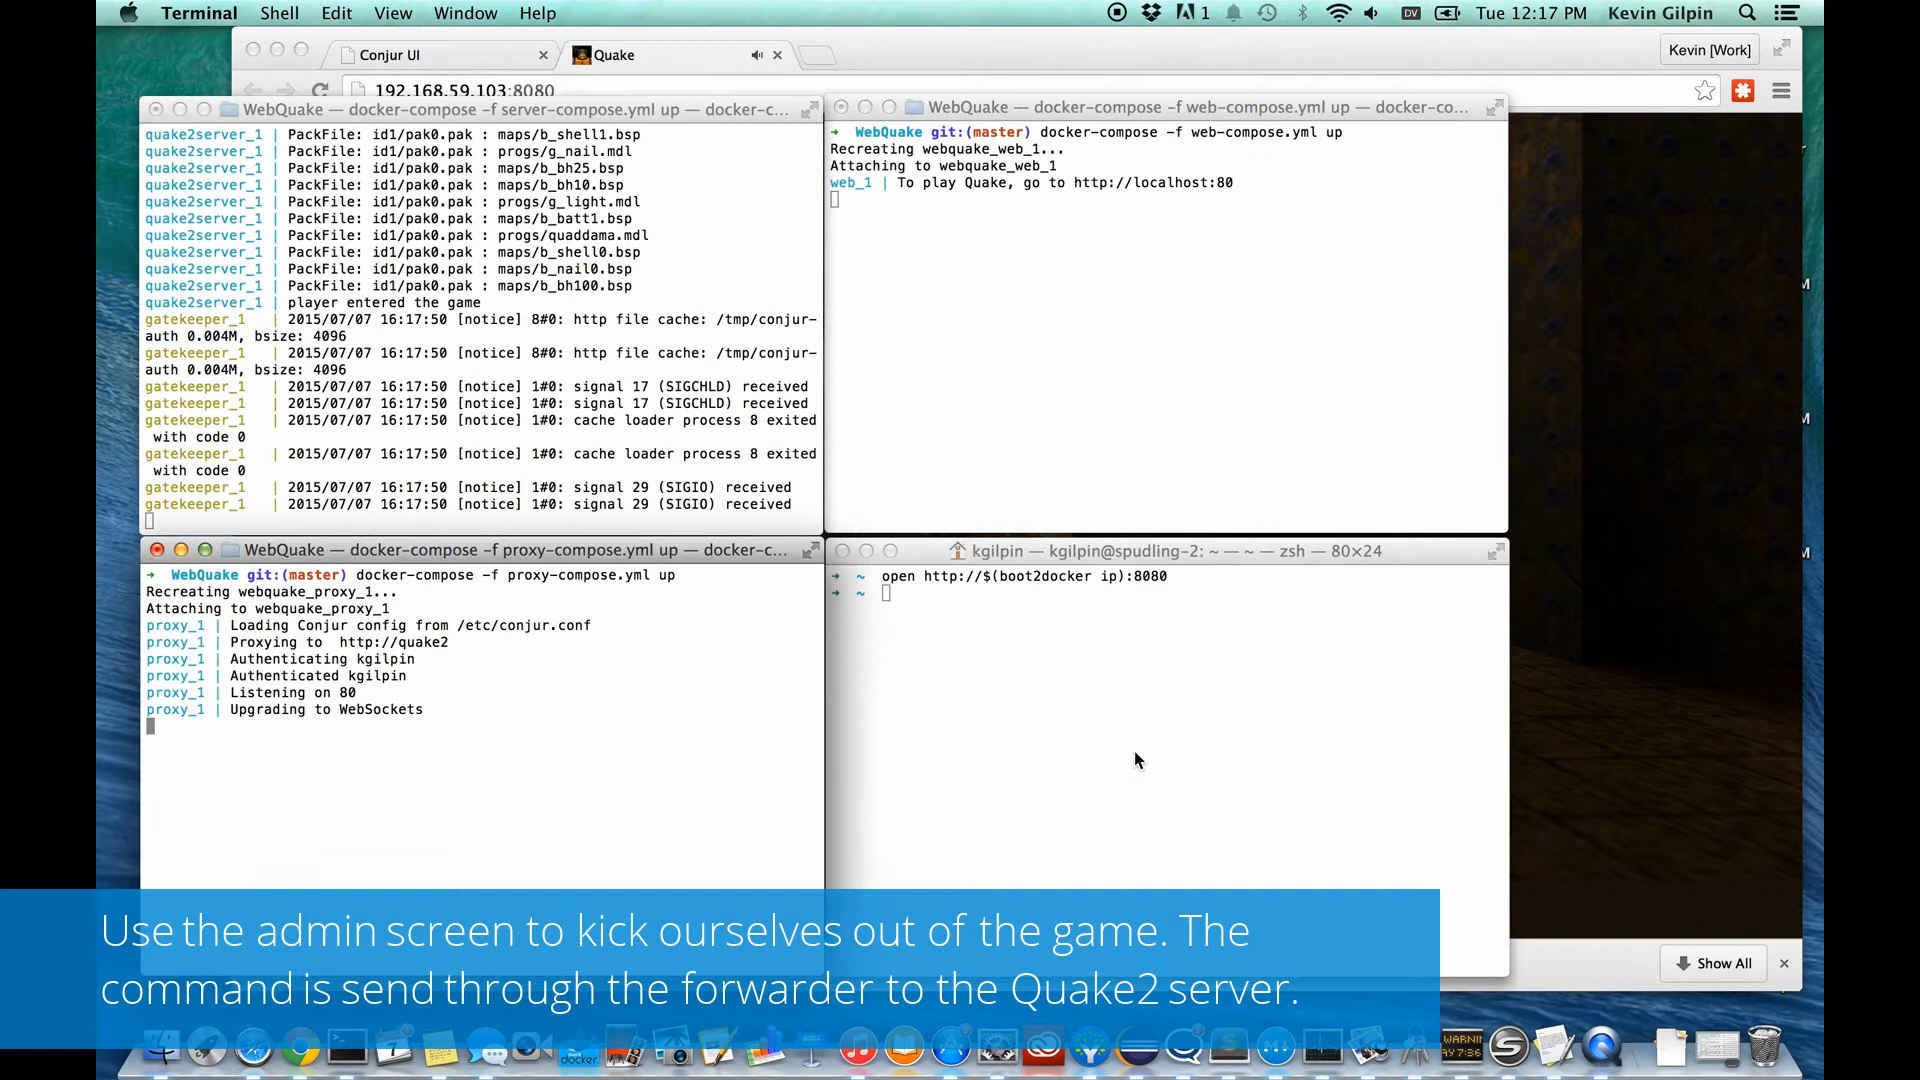 Terminal Shell Edit View Window Help 1 DV Tue 12:17 PM Kevin Gilpin
Conjur UI Quake Kevin [Work]
192.168.59.103:8080
WebQuake — docker-compose -f server-compose.yml up — docker-c...
quake2server_1 | PackFile: id1/pak0.pak : maps/b_shell1.bsp
quake2server_1 | PackFile: id1/pak0.pak : progs/g_nail.mdl
quake2server_1 | PackFile: id1/pak0.pak : maps/b_bh25.bsp
quake2server_1 | PackFile: id1/pak0.pak : maps/b_bh10.bsp
quake2server_1 | PackFile: id1/pak0.pak : progs/g_light.mdl
quake2server_1 | PackFile: id1/pak0.pak : maps/b_batt1.bsp
quake2server_1 | PackFile: id1/pak0.pak : progs/quaddama.mdl
quake2server_1 | PackFile: id1/pak0.pak : maps/b_shell0.bsp
quake2server_1 | PackFile: id1/pak0.pak : maps/b_nail0.bsp
quake2server_1 | PackFile: id1/pak0.pak : maps/b_bh100.bsp
quake2server_1 | player entered the game
gatekeeper_1 | 2015/07/07 16:17:50 [notice] 8#0: http file cache: /tmp/conjur-
auth 0.004M, bsize: 4096
gatekeeper_1 | 2015/07/07 16:17:50 [notice] 8#0: http file cache: /tmp/conjur-
auth 0.004M, bsize: 4096
gatekeeper_1 | 2015/07/07 16:17:50 [notice] 1#0: signal 17 (SIGCHLD) received
gatekeeper_1 | 2015/07/07 16:17:50 [notice] 1#0: signal 17 (SIGCHLD) received
gatekeeper_1 | 2015/07/07 16:17:50 [notice] 1#0: cache loader process 8 exited
with code 0
gatekeeper_1 | 2015/07/07 16:17:50 [notice] 1#0: cache loader process 8 exited
with code 0
gatekeeper_1 | 2015/07/07 16:17:50 [notice] 1#0: signal 29 (SIGIO) received
gatekeeper_1 | 2015/07/07 16:17:50 [notice] 1#0: signal 29 (SIGIO) received
WebQuake — docker-compose -f web-compose.yml up — docker-co...
→ WebQuake git:(master) docker-compose -f web-compose.yml up
Recreating webquake_web_1...
Attaching to webquake_web_1
web_1 | To play Quake, go to http://localhost:80
WebQuake — docker-compose -f proxy-compose.yml up — docker-c...
→ WebQuake git:(master) docker-compose -f proxy-compose.yml up
Recreating webquake_proxy_1...
Attaching to webquake_proxy_1
proxy_1 | Loading Conjur config from /etc/conjur.conf
proxy_1 | Proxying to http://quake2
proxy_1 | Authenticating kgilpin
proxy_1 | Authenticated kgilpin
proxy_1 | Listening on 80
proxy_1 | Upgrading to WebSockets
kgilpin — kgilpin@spudling-2: ~ — ~ — zsh — 80×24
→ ~ open http://$(boot2docker ip):8080
→ ~
Show All
Use the admin screen to kick ourselves out of the game. The
command is send through the forwarder to the Quake2 server.